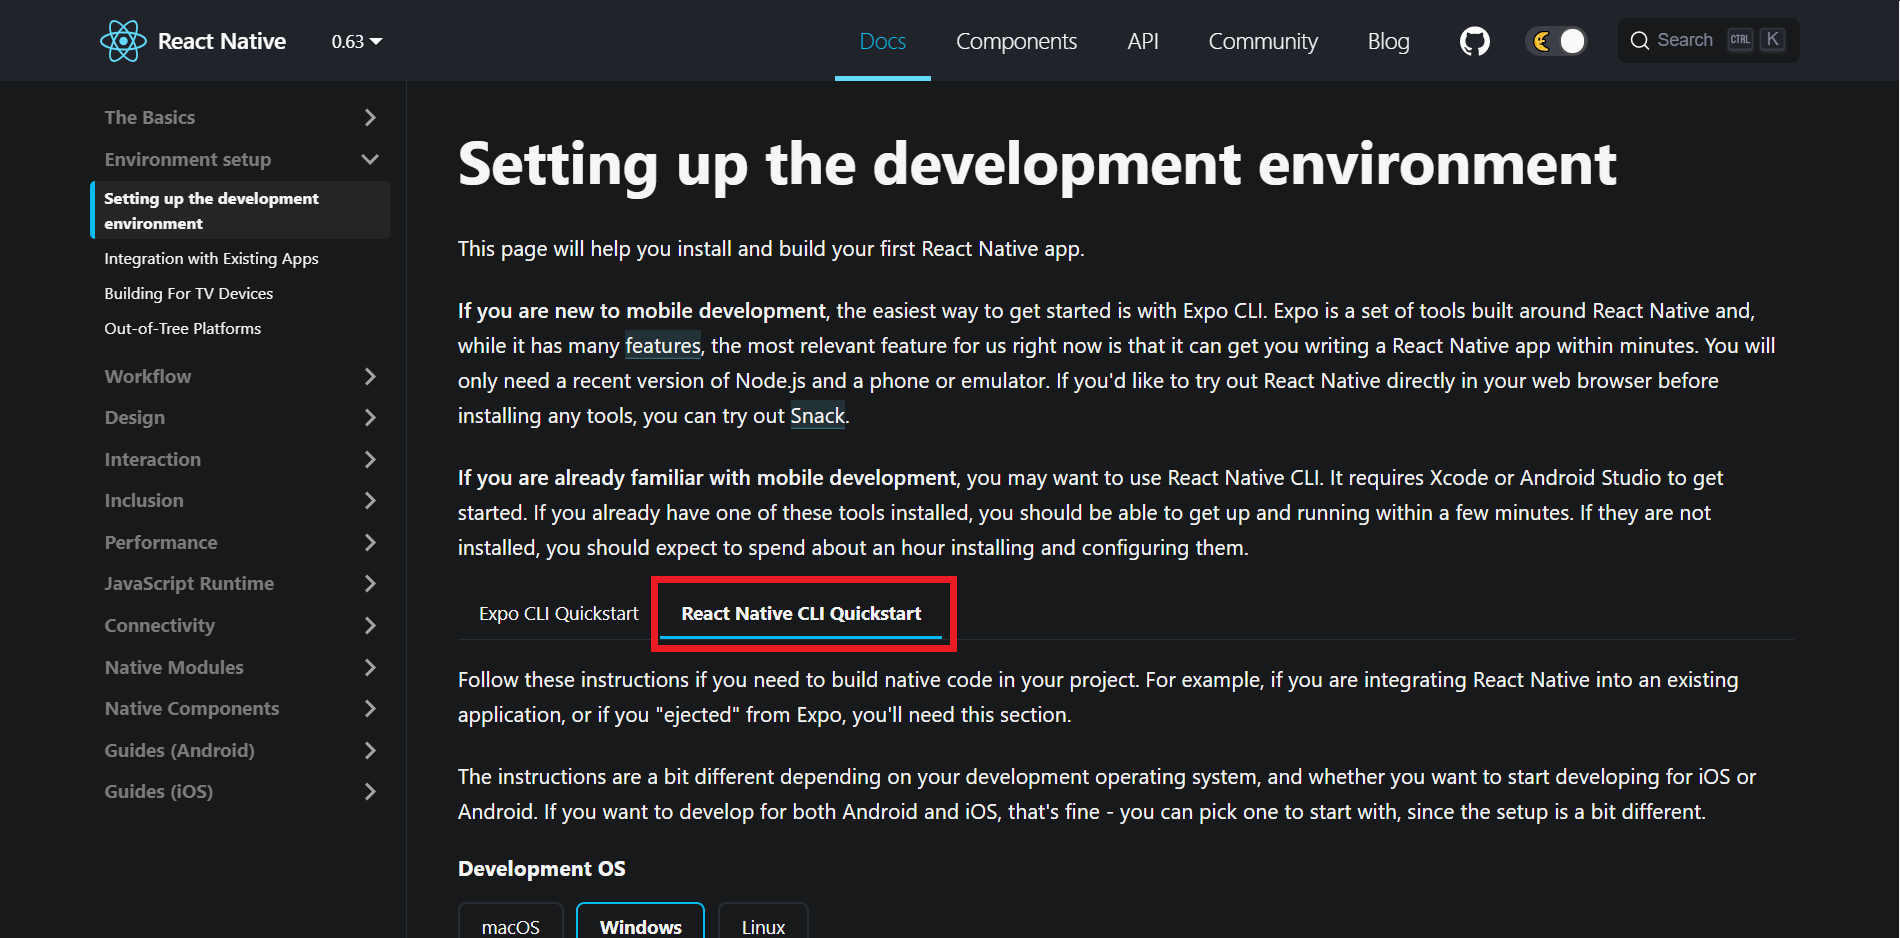 React Native
0.63
Docs
Components
API
Community
Blog
Search
CTRL
K
The Basics
Environment setup
Setting up the development
environment
Integration with Existing Apps
Building For TV Devices
Out-of-Tree Platforms
Workflow
Design
Interaction
Inclusion
Performance
JavaScript Runtime
Connectivity
Native Modules
Native Components
Guides (Android)
Guides (iOS)
Setting up the development environment
This page will help you install and build your first React Native app.
If you are new to mobile development, the easiest way to get started is with Expo CLI. Expo is a set of tools built around React Native and,
while it has many features, the most relevant feature for us right now is that it can get you writing a React Native app within minutes. You will
only need a recent version of Node.js and a phone or emulator. If you'd like to try out React Native directly in your web browser before
installing any tools, you can try out Snack.
If you are already familiar with mobile development, you may want to use React Native CLI. It requires Xcode or Android Studio to get
started. If you already have one of these tools installed, you should be able to get up and running within a few minutes. If they are not
installed, you should expect to spend about an hour installing and configuring them.
Expo CLI Quickstart
React Native CLI Quickstart
Follow these instructions if you need to build native code in your project. For example, if you are integrating React Native into an existing
application, or if you "ejected" from Expo, you'll need this section.
The instructions are a bit different depending on your development operating system, and whether you want to start developing for iOS or
Android. If you want to develop for both Android and iOS, that's fine - you can pick one to start with, since the setup is a bit different.
Development OS
macOS
Windows
Linux